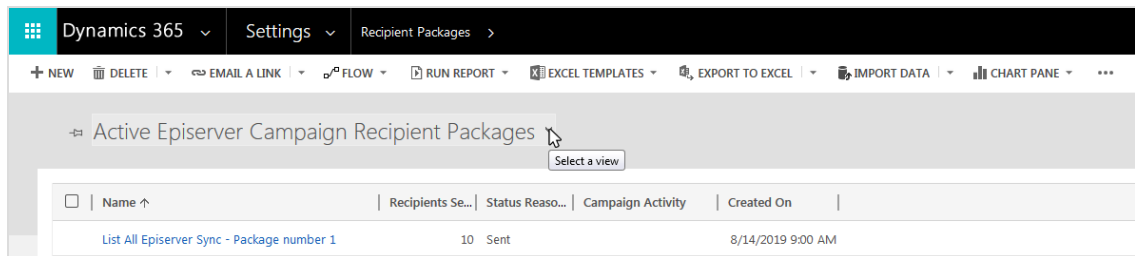 Dynamics 365 Settings Recipient Packages
NEW DELETE EMAIL A LINK FLOW RUN REPORT EXCEL TEMPLATES EXPORT TO EXCEL IMPORT DATA CHART PANE
Active Episerver Campaign Recipient Packages
Select a view
Name Recipients Se... Status Reaso... Campaign Activity Created On
List All Episerver Sync - Package number 1 10 Sent 8/14/2019 9:00 AM